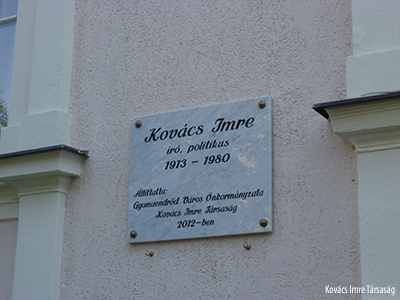 Kovács Imre
író, politikus
1913 – 1980
Állíttatta:
Gyomaendrőd Város Önkormányzata
Kovács Imre Társaság
2012-ben
Kovács Imre Társaság